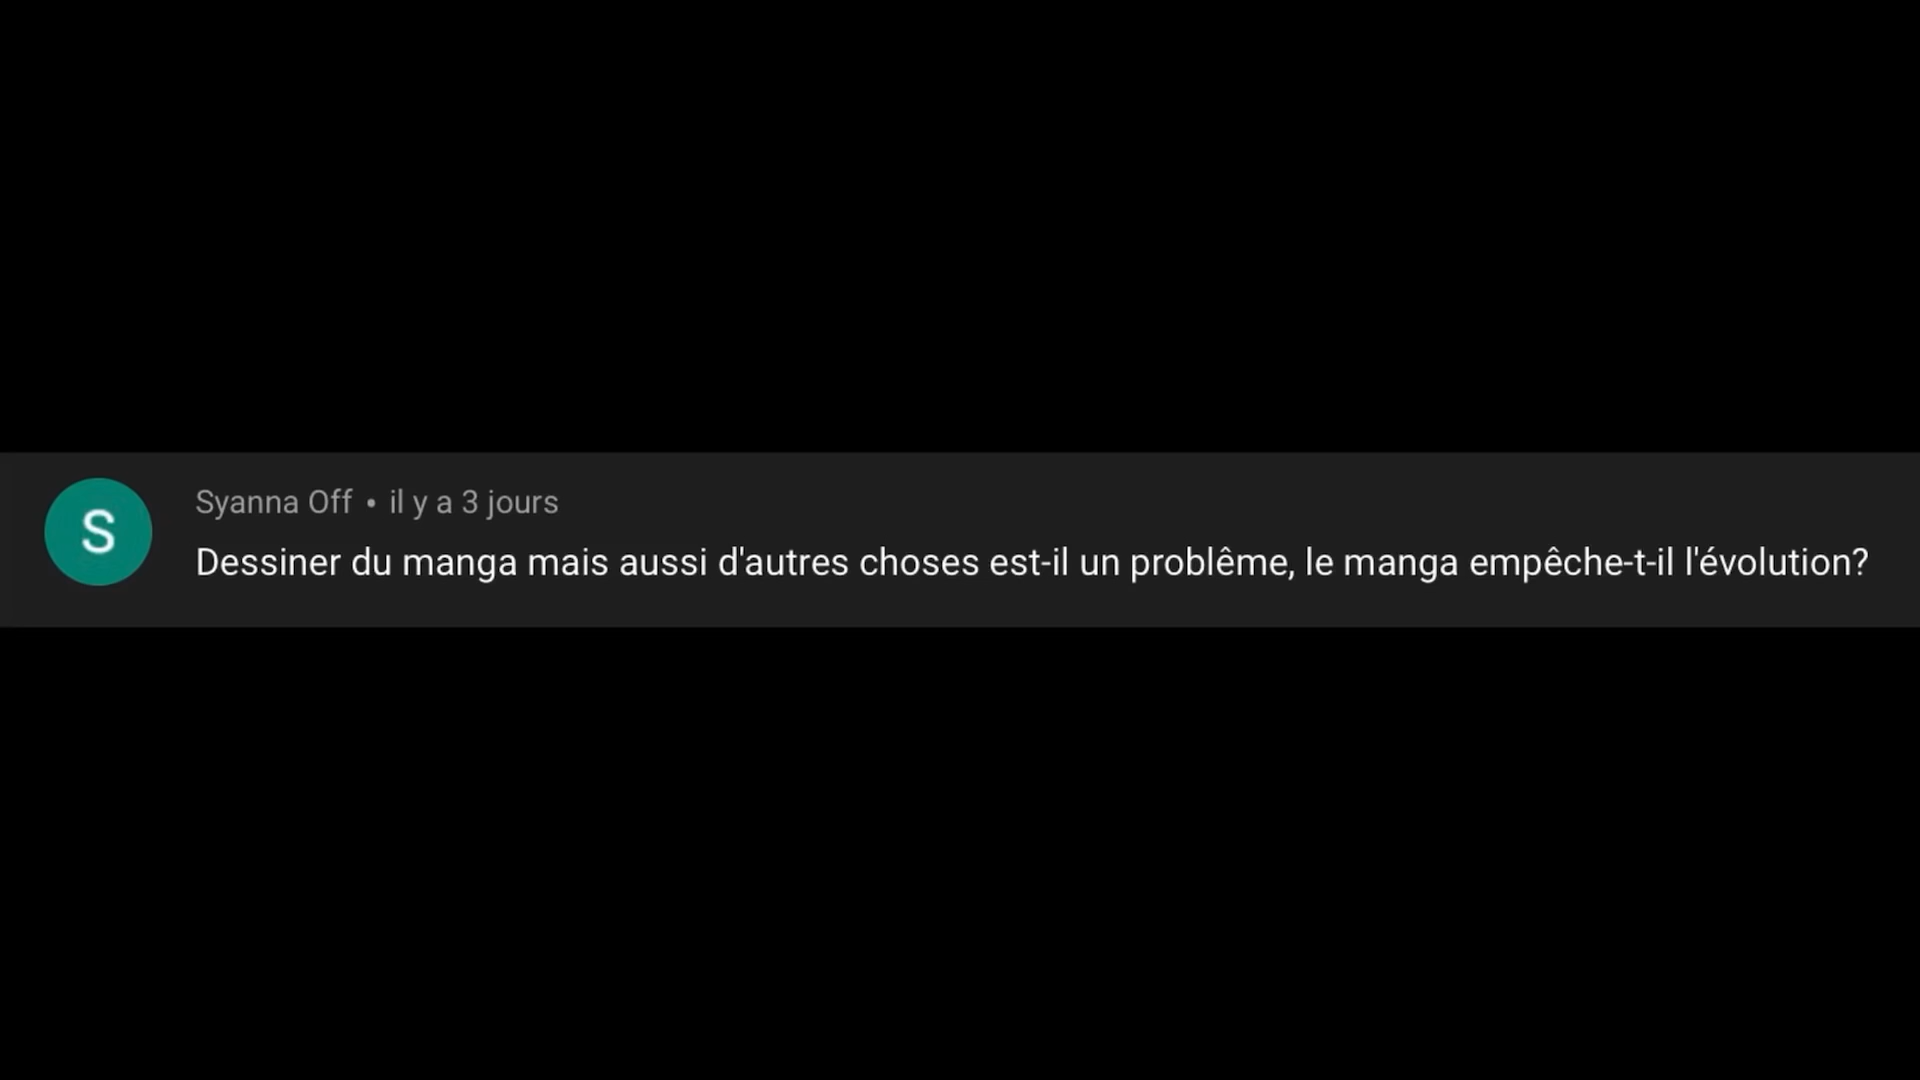 S
Syanna Off • il y a 3 jours
Dessiner du manga mais aussi d'autres choses est-il un problême, le manga empêche-t-il l'évolution?